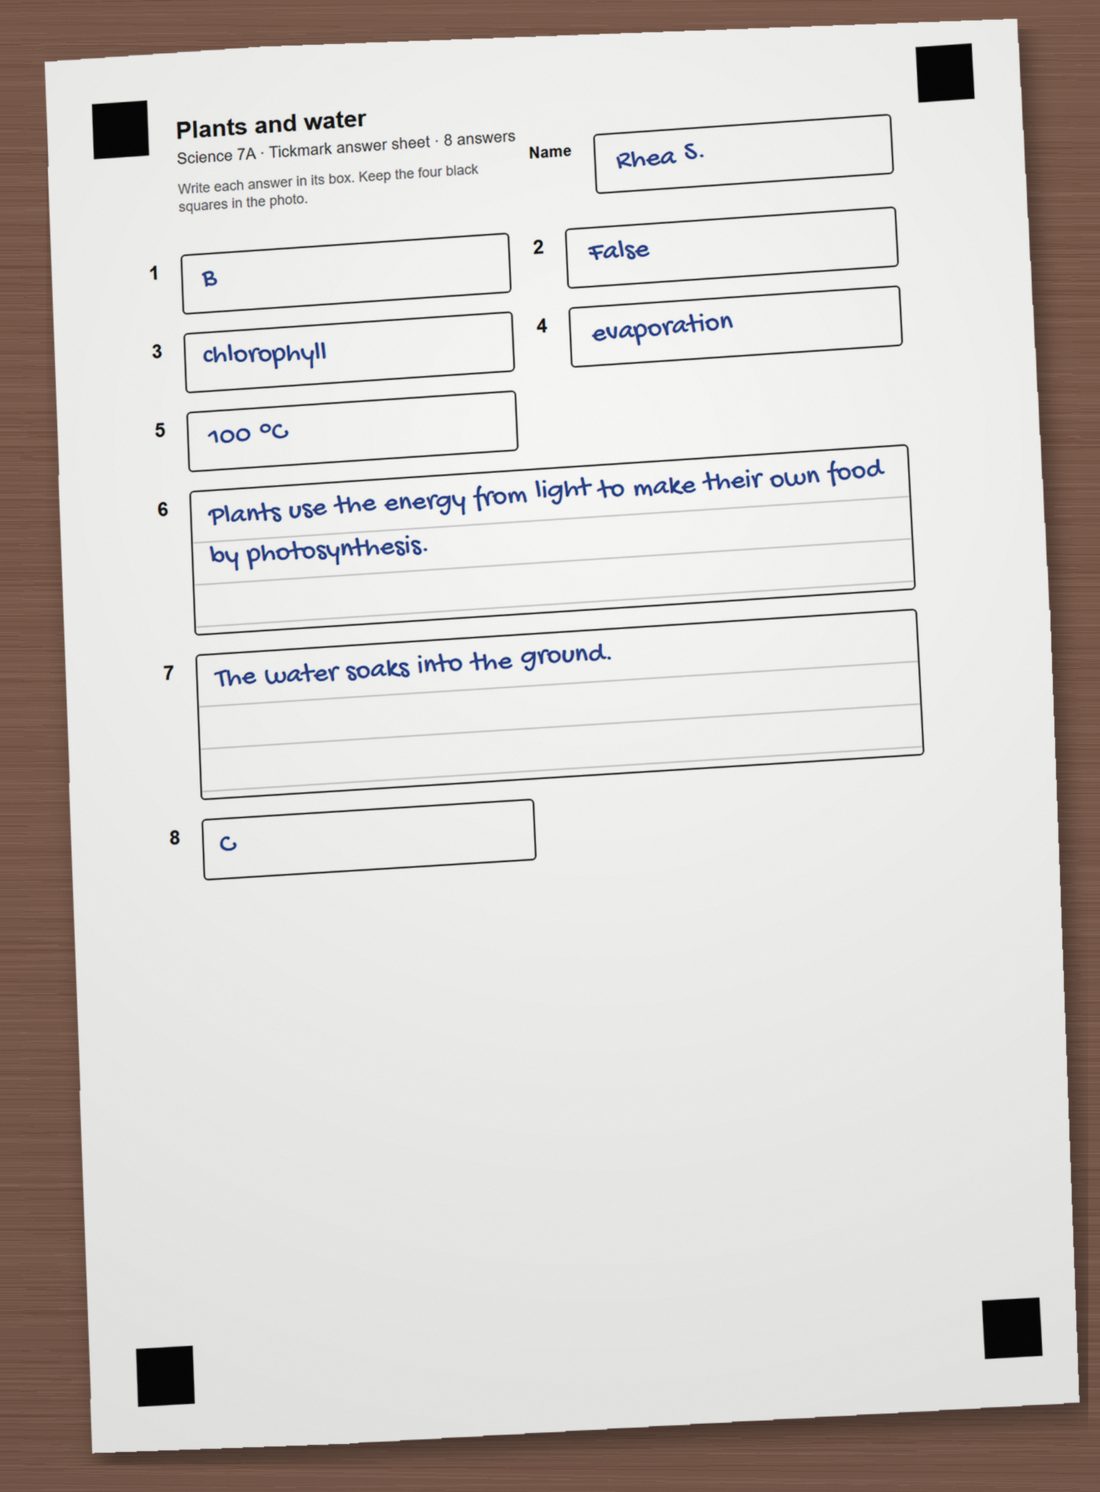 Plants and water
Science 7A · Tickmark answer sheet · 8 answers
Write each answer in its box. Keep the four black
squares in the photo.
Name Rhea S.
1 B
2 False
3 chlorophyll
4 evaporation
5 100 °C
6 Plants use the energy from light to make their own food
by photosynthesis.
7 The water soaks into the ground.
8 C